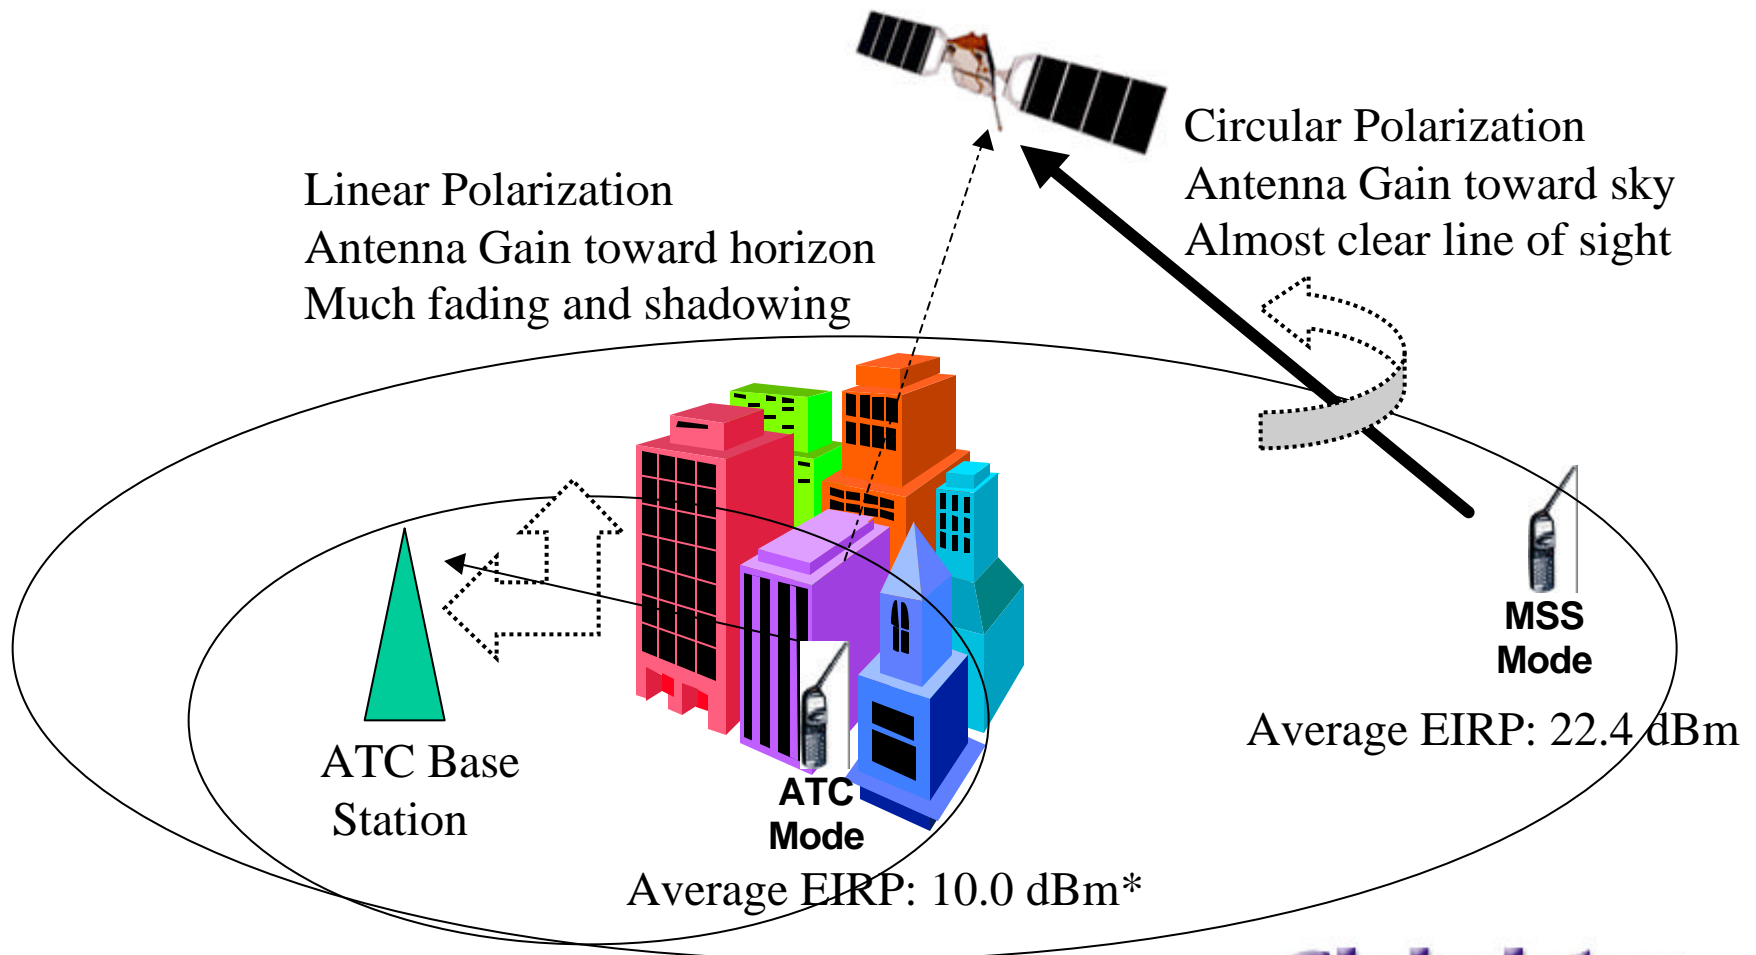 Circular Polarization
Antenna Gain toward sky
Almost clear line of sight
Linear Polarization
Antenna Gain toward horizon
Much fading and shadowing
MSS
Mode
Average EIRP: 22.4 dBm
ATC Base
Station
ATC
Mode
Average EIRP: 10.0 dBm*